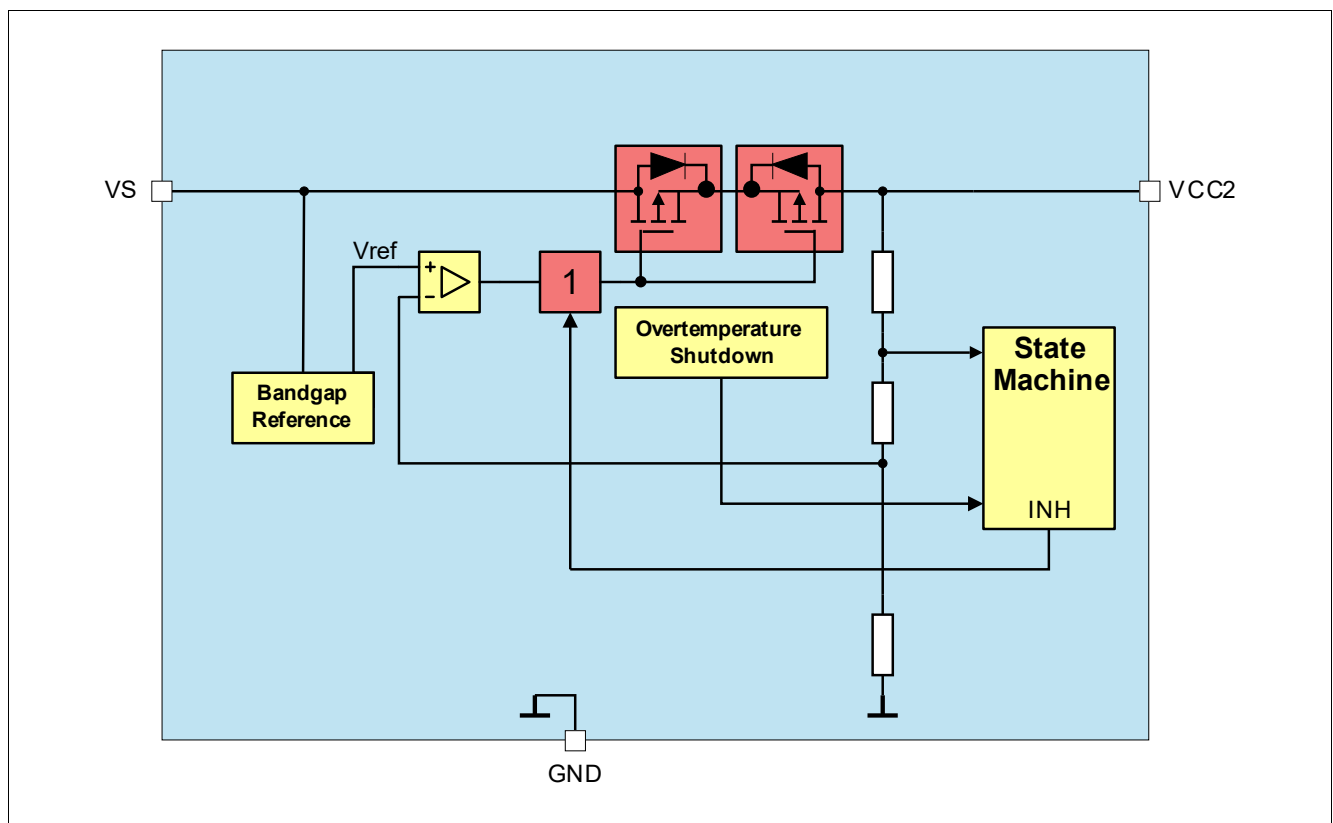 VS
VCC2
Vref
+
-
1
Overtemperature
Shutdown
State
Machine
Bandgap
Reference
INH
GND